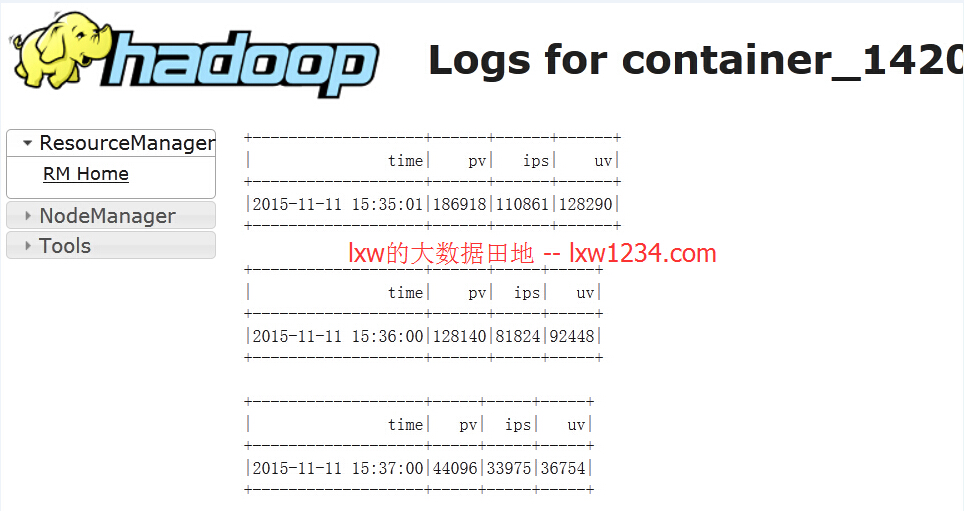 hadoop
Logs for container_1420
ResourceManager
RM Home
NodeManager
Tools
+-------------------+------+------+------+
|               time|    pv|   ips|    uv|
+-------------------+------+------+------+
|2015-11-11 15:35:01|186918|110861|128290|
+-------------------+------+------+------+
lxw的大数据田地 -- lxw1234.com
+-------------------+------+-----+-----+
|               time|    pv|  ips|   uv|
+-------------------+------+-----+-----+
|2015-11-11 15:36:00|128140|81824|92448|
+-------------------+------+-----+-----+
+-------------------+-----+-----+-----+
|               time|   pv|  ips|   uv|
+-------------------+-----+-----+-----+
|2015-11-11 15:37:00|44096|33975|36754|
+-------------------+-----+-----+-----+